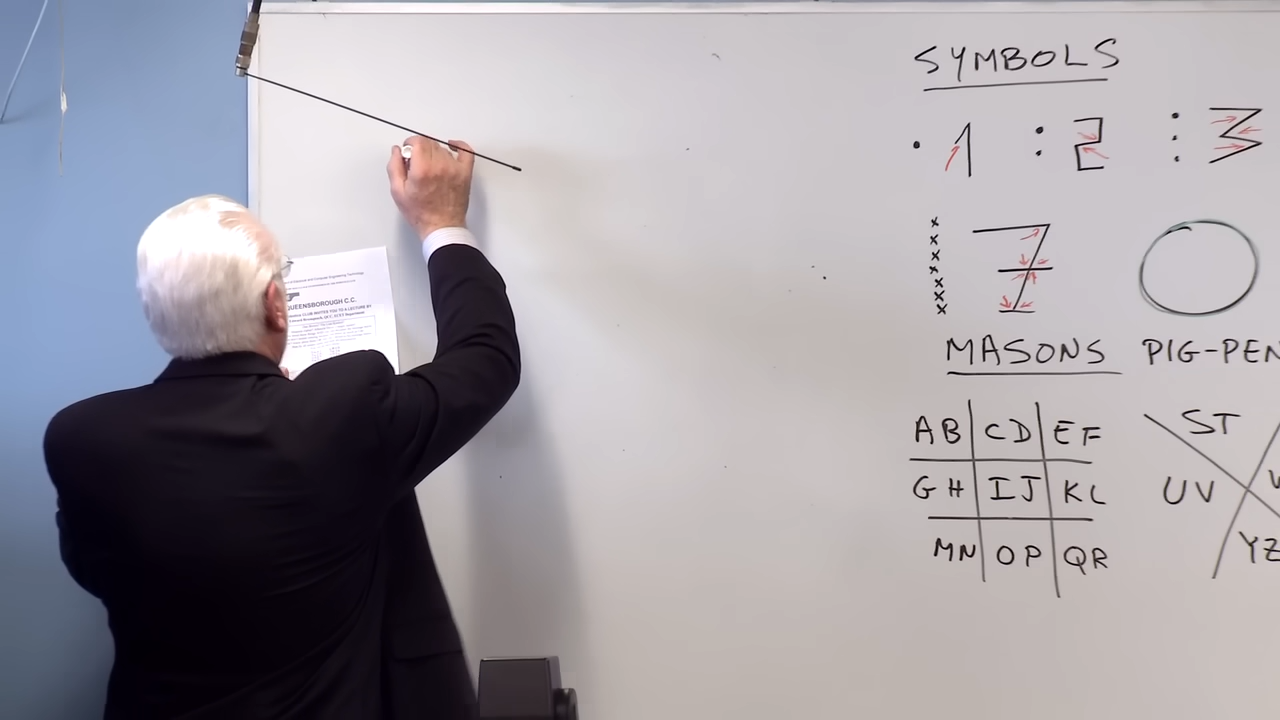 SYMBOLS
. 1 : 2 ⋮ 3
x x x x x x x 7
MASONS PIG-PEN
AB CD EF
ST
GH IJ KL
UV
MN OP QR
YZ
QUEENSBOROUGH C.C.